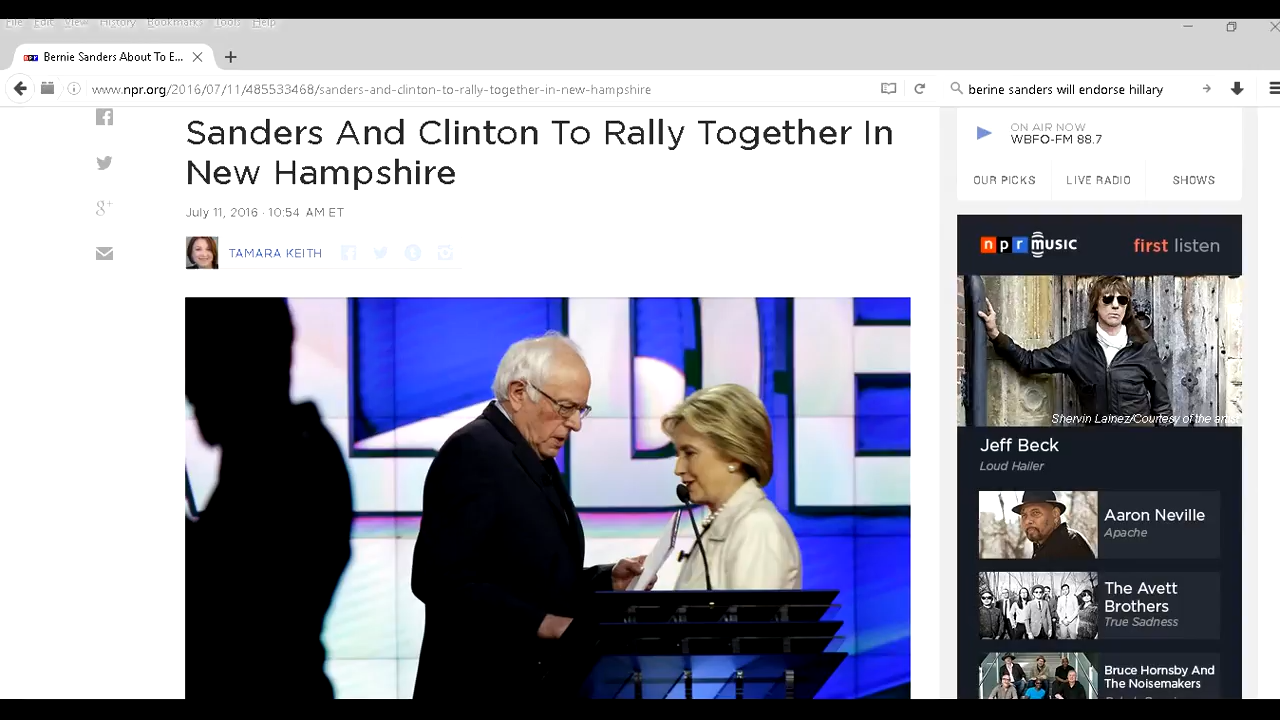 File Edit View History Bookmarks Tools Help
Bernie Sanders About To E...
www.npr.org/2016/07/11/485533468/sanders-and-clinton-to-rally-together-in-new-hampshire
berine sanders will endorse hillary
Sanders And Clinton To Rally Together In
New Hampshire
July 11, 2016 · 10:54 AM ET
TAMARA KEITH
ON AIR NOW
WBFO-FM 88.7
OUR PICKS LIVE RADIO SHOWS
npr MUSIC first listen
Shervin Lainez/Courtesy of the
Jeff Beck
Loud Hailer
Aaron Neville
Apache
The Avett
Brothers
True Sadness
Bruce Hornsby And
The Noisemakers